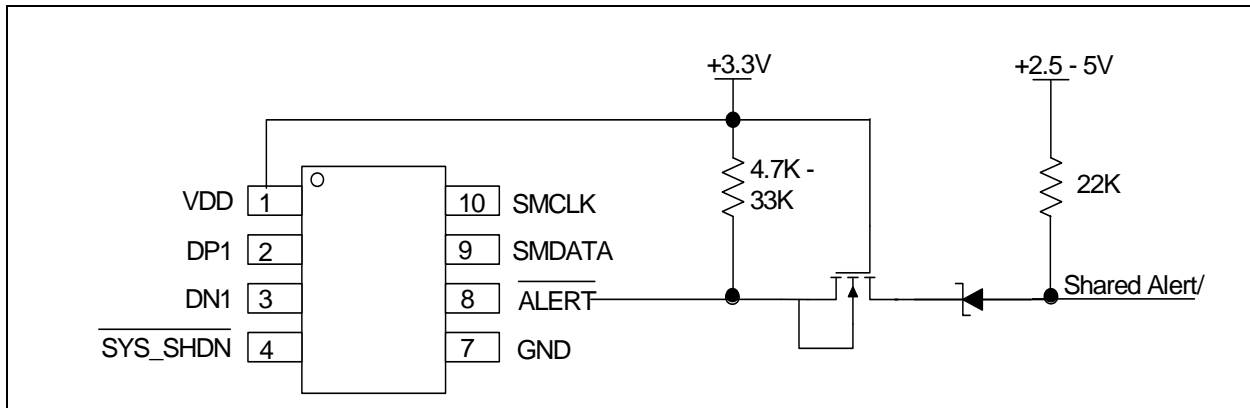 +3.3V
+2.5 - 5V
4.7K -
33K
22K
VDD 1
10 SMCLK
DP1 2
9 SMDATA
DN1 3
8 ALERT
SYS_SHDN 4
7 GND
Shared Alert/